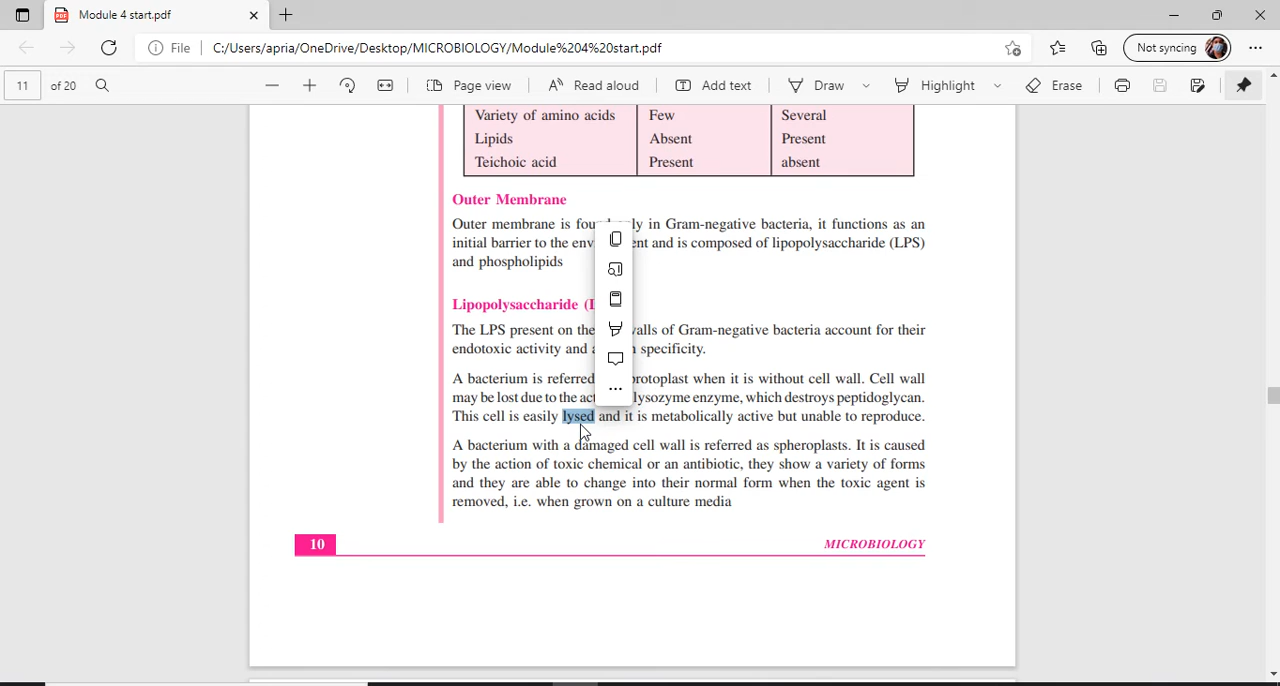 Module 4 start.pdf
File
C:/Users/apria/OneDrive/Desktop/MICROBIOLOGY/Module%204%20start.pdf
Not syncing
11 of 20
Page view
Read aloud
Add text
Draw
Highlight
Erase
Variety of amino acids Few Several
Lipids Absent Present
Teichoic acid Present absent
Outer Membrane
Outer membrane is in Gram-negative bacteria, it functions as an
initial barrier to the and is composed of lipopolysaccharide (LPS)
and phospholipids
Lipopolysaccharide
The LPS present on the of Gram-negative bacteria account for their
endotoxic activity and specificity.
A bacterium is referred protoplast when it is without cell wall. Cell wall
may be lost due to the lysozyme enzyme, which destroys peptidoglycan.
This cell is easily lysed and it is metabolically active but unable to reproduce.
A bacterium with a damaged cell wall is referred as spheroplasts. It is caused
by the action of toxic chemical or an antibiotic, they show a variety of forms
and they are able to change into their normal form when the toxic agent is
removed, i.e. when grown on a culture media
10
MICROBIOLOGY